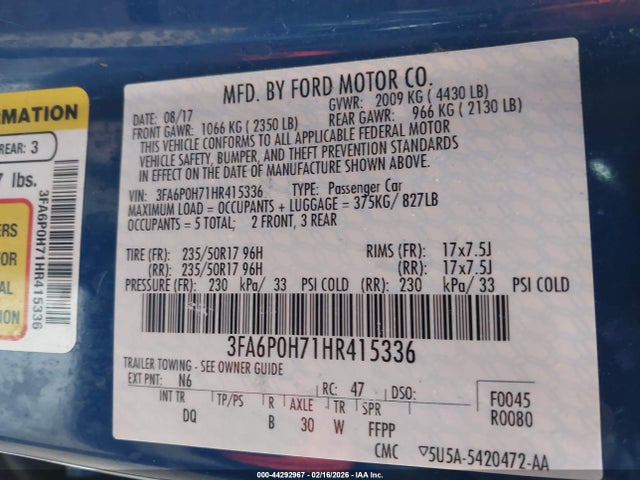 MFD. BY FORD MOTOR CO.
DATE: 08/17 GVWR: 2009 KG ( 4430 LB)
FRONT GAWR: 1066 KG ( 2350 LB) REAR GAWR: 966 KG ( 2130 LB)
THIS VEHICLE CONFORMS TO ALL APPLICABLE FEDERAL MOTOR
VEHICLE SAFETY, BUMPER, AND THEFT PREVENTION STANDARDS
IN EFFECT ON THE DATE OF MANUFACTURE SHOWN ABOVE.
VIN: 3FA6P0H71HR415336 TYPE: Passenger Car
MAXIMUM LOAD = OCCUPANTS + LUGGAGE = 375KG/ 827LB
OCCUPANTS = 5 TOTAL: 2 FRONT, 3 REAR
TIRE (FR): 235/50R17 96H RIMS (FR): 17x7.5J
(RR): 235/50R17 96H (RR): 17x7.5J
PRESSURE (FR): 230 kPa/ 33 PSI COLD (RR): 230 kPa/ 33 PSI COLD
3FA6P0H71HR415336
TRAILER TOWING - SEE OWNER GUIDE
EXT PNT: N6 RC: 47 DSO: F0045
R0080
INT TR TP/PS R AXLE TR SPR
DQ B 30 W FFPP
CMC 5U5A-5420472-AA
ORMATION
REAR: 3
7 lbs.
ERS
OR
AL
ION
3FA6P0H71HR415336
000-44292967 - 02/16/2026 - Copyright IAA, Inc.